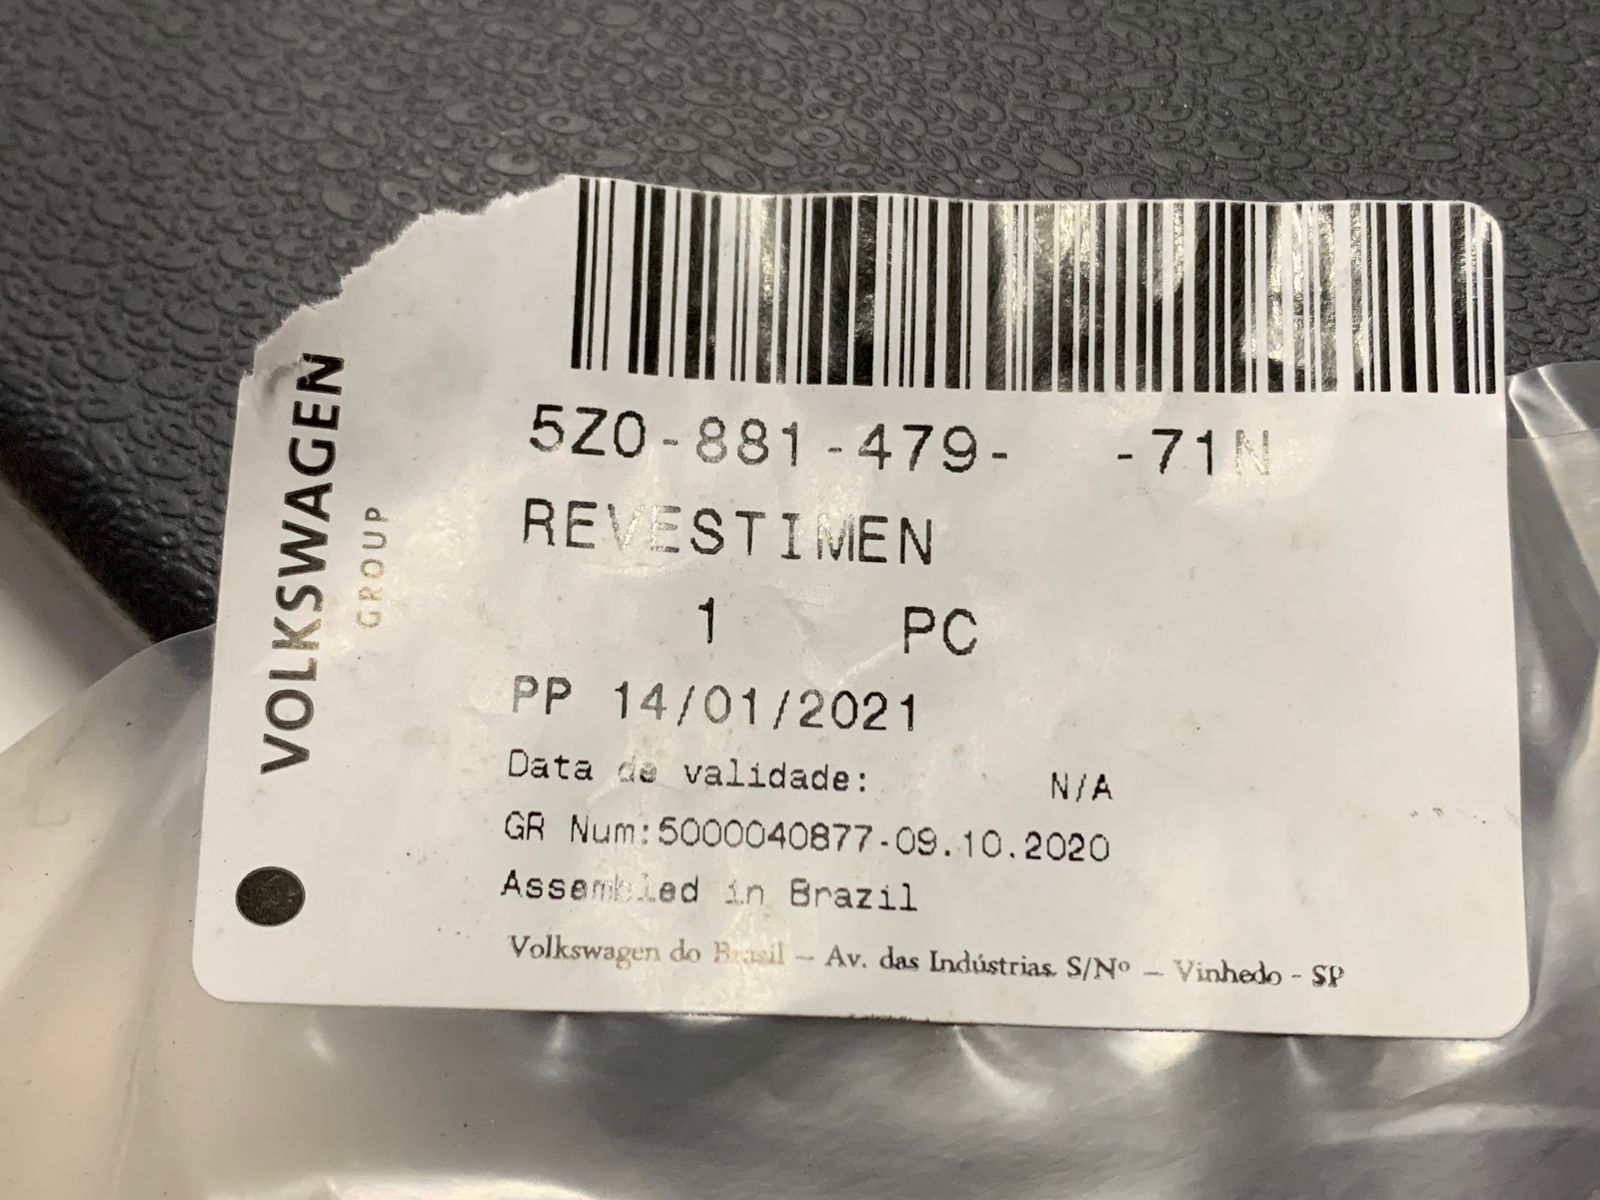 VOLKSWAGEN
GROUP
5Z0-881-479- -71N
REVESTIMEN
1 PC
PP 14/01/2021
Data de validade: N/A
GR Num:5000040877-09.10.2020
Assembled in Brazil
Volkswagen do Brasil – Av. das Indústrias, S/Nº – Vinhedo - SP